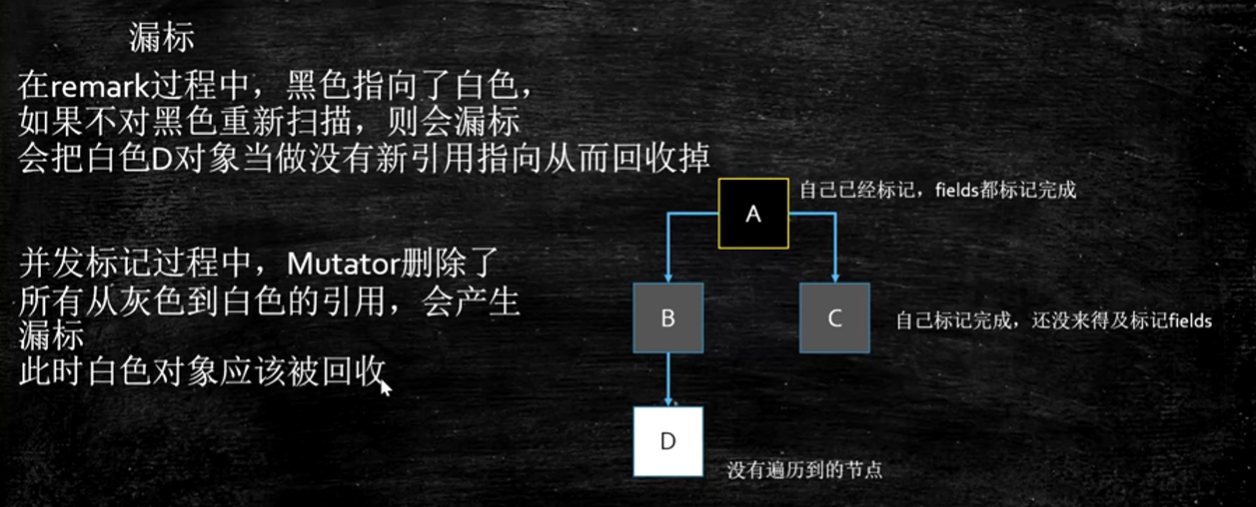 漏标
在remark过程中，黑色指向了白色，
如果不对黑色重新扫描，则会漏标
会把白色D对象当做没有新引用指向从而回收掉
A
自己已经标记，fields都标记完成
并发标记过程中，Mutator删除了
所有从灰色到白色的引用，会产生
漏标
此时白色对象应该被回收
B
C
自己标记完成，还没来得及标记fields
D
没有遍历到的节点